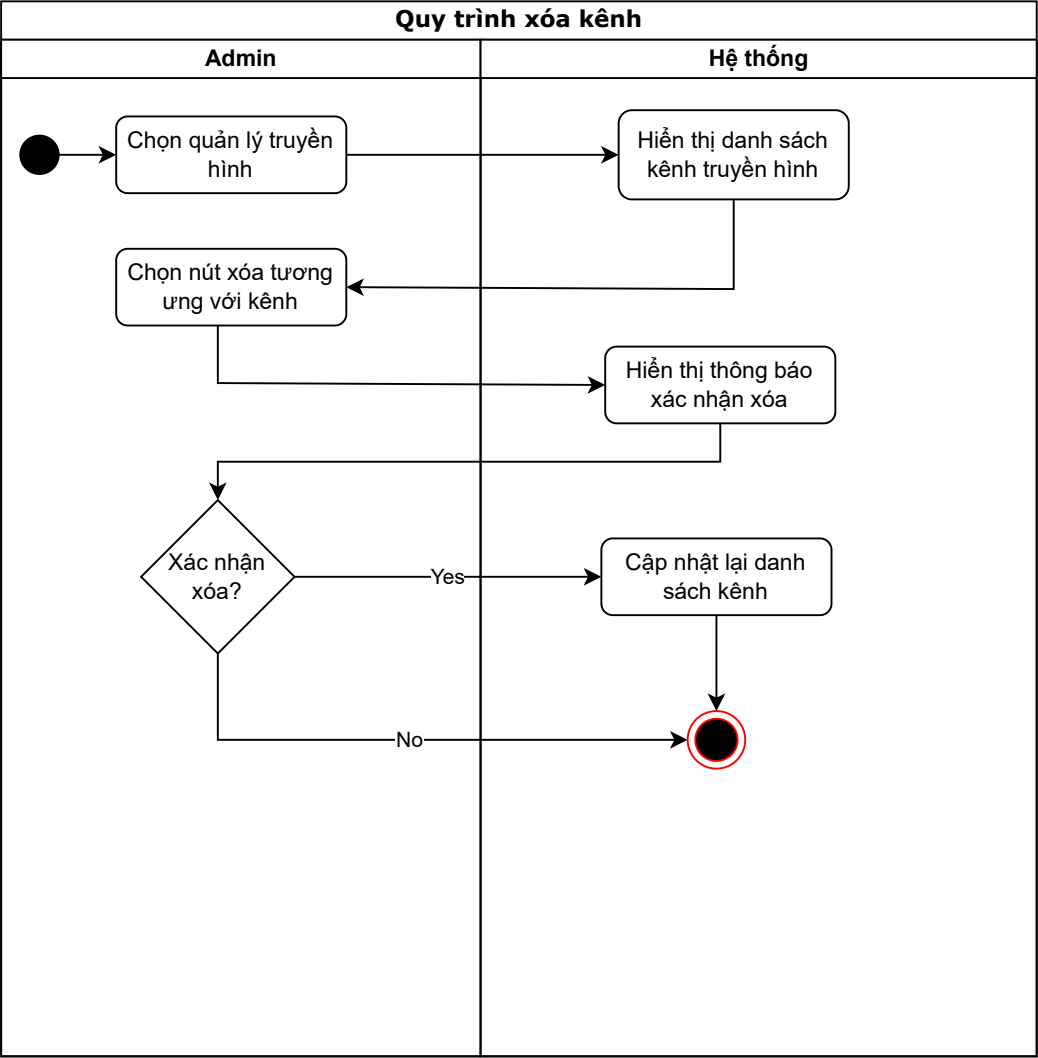 Quy trình xóa kênh
Admin
Hệ thống
Chọn quản lý truyền
hình
Hiển thị danh sách
kênh truyền hình
Chọn nút xóa tương
ưng với kênh
Hiển thị thông báo
xác nhận xóa
Xác nhận
xóa?
Yes
Cập nhật lại danh
sách kênh
No